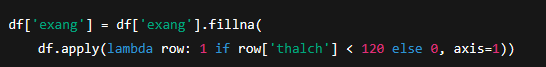 df['exang'] = df['exang'].fillna(
    df.apply(lambda row: 1 if row['thalch'] < 120 else 0, axis=1))